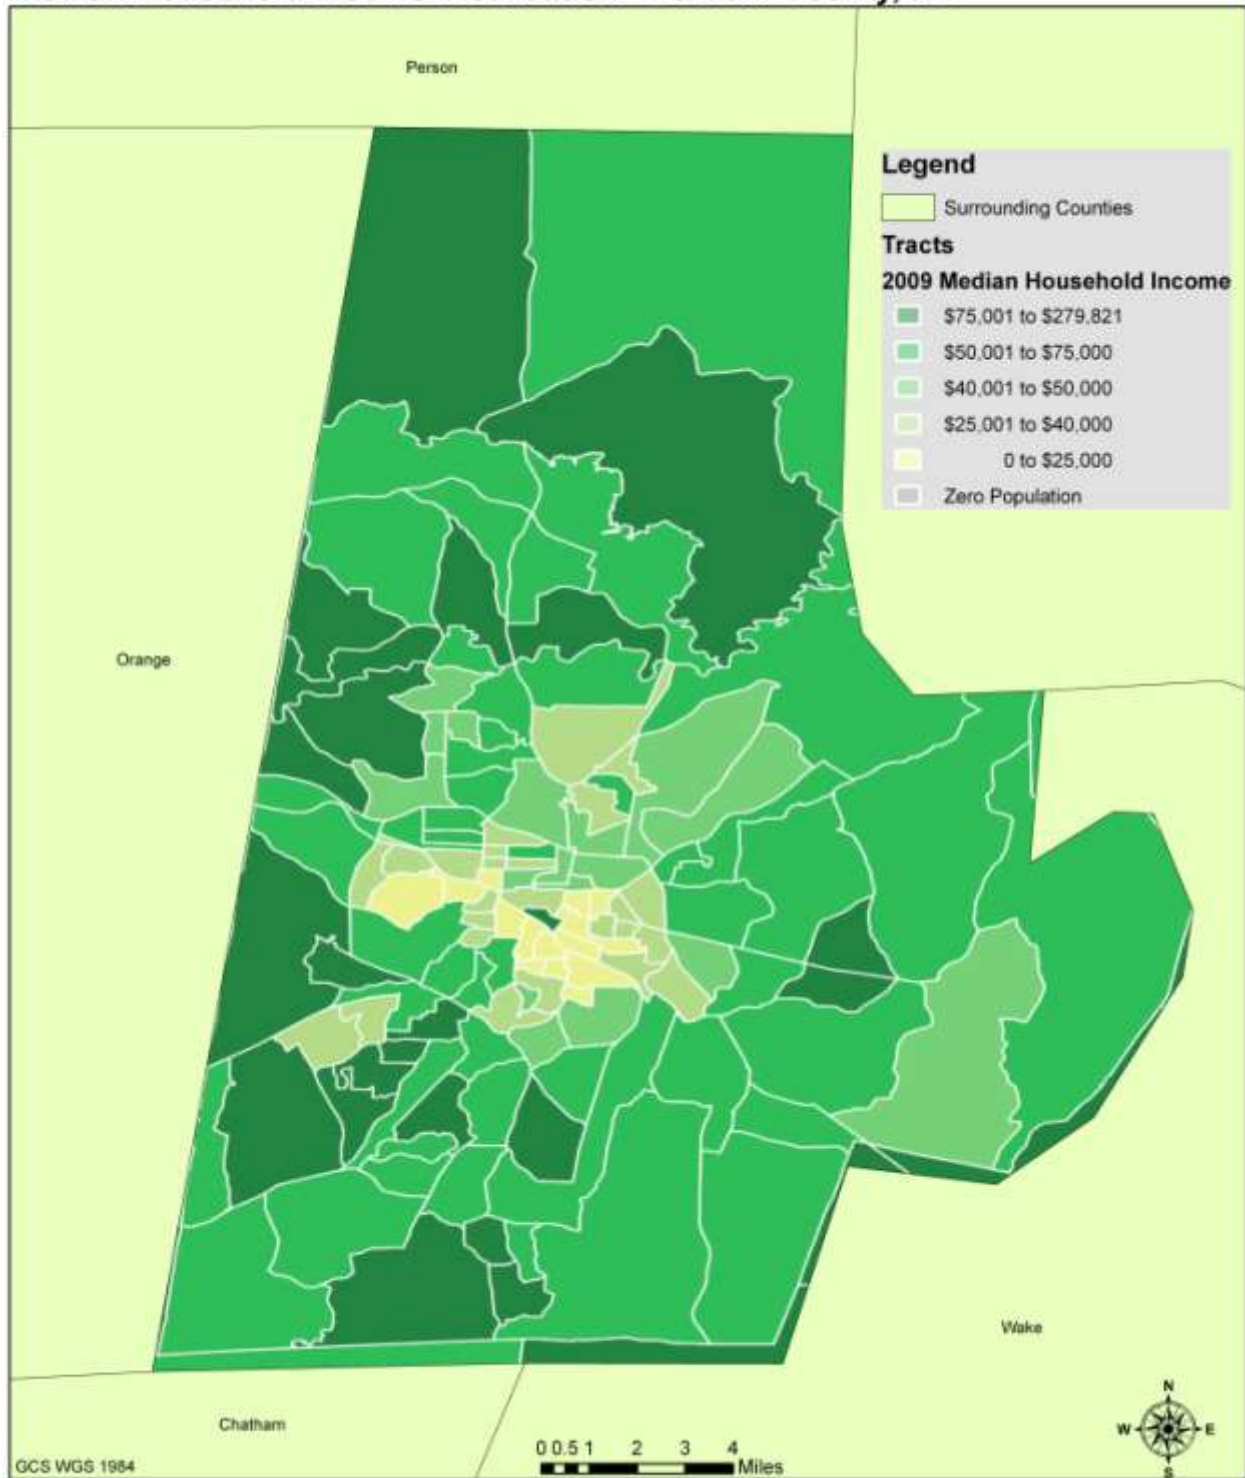 Person
Legend
Surrounding Counties
Tracts
2009 Median Household Income
$75,001 to $279,821
$50,001 to $75,000
$40,001 to $50,000
$25,001 to $40,000
0 to $25,000
Zero Population
Orange
Wake
Chatham
N
W E
S
0 0.5 1 2 3 4
Miles
GCS WGS 1984